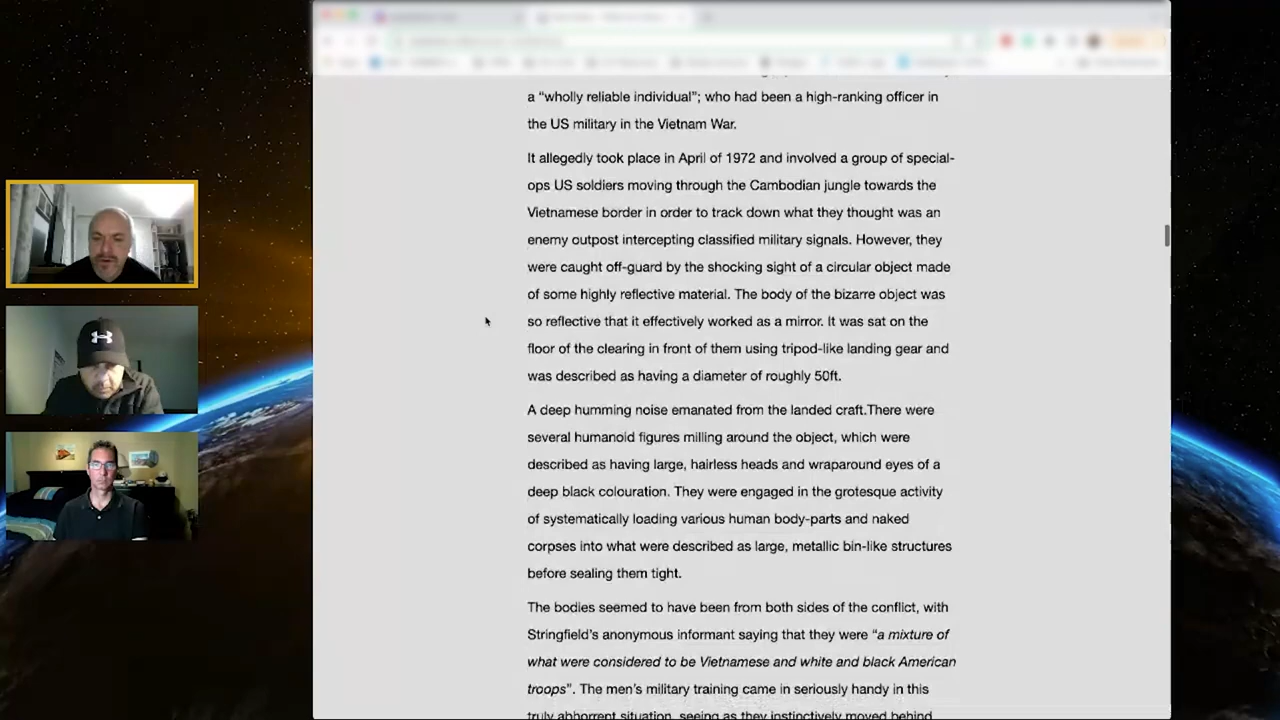 a “wholly reliable individual”; who had been a high-ranking officer in
the US military in the Vietnam War.
It allegedly took place in April of 1972 and involved a group of special-
ops US soldiers moving through the Cambodian jungle towards the
Vietnamese border in order to track down what they thought was an
enemy outpost intercepting classified military signals. However, they
were caught off-guard by the shocking sight of a circular object made
of some highly reflective material. The body of the bizarre object was
so reflective that it effectively worked as a mirror. It was sat on the
floor of the clearing in front of them using tripod-like landing gear and
was described as having a diameter of roughly 50ft.
A deep humming noise emanated from the landed craft.There were
several humanoid figures milling around the object, which were
described as having large, hairless heads and wraparound eyes of a
deep black colouration. They were engaged in the grotesque activity
of systematically loading various human body-parts and naked
corpses into what were described as large, metallic bin-like structures
before sealing them tight.
The bodies seemed to have been from both sides of the conflict, with
Stringfield’s anonymous informant saying that they were “a mixture of
what were considered to be Vietnamese and white and black American
troops”. The men’s military training came in seriously handy in this
truly abhorrent situation, seeing as they instinctively moved behind